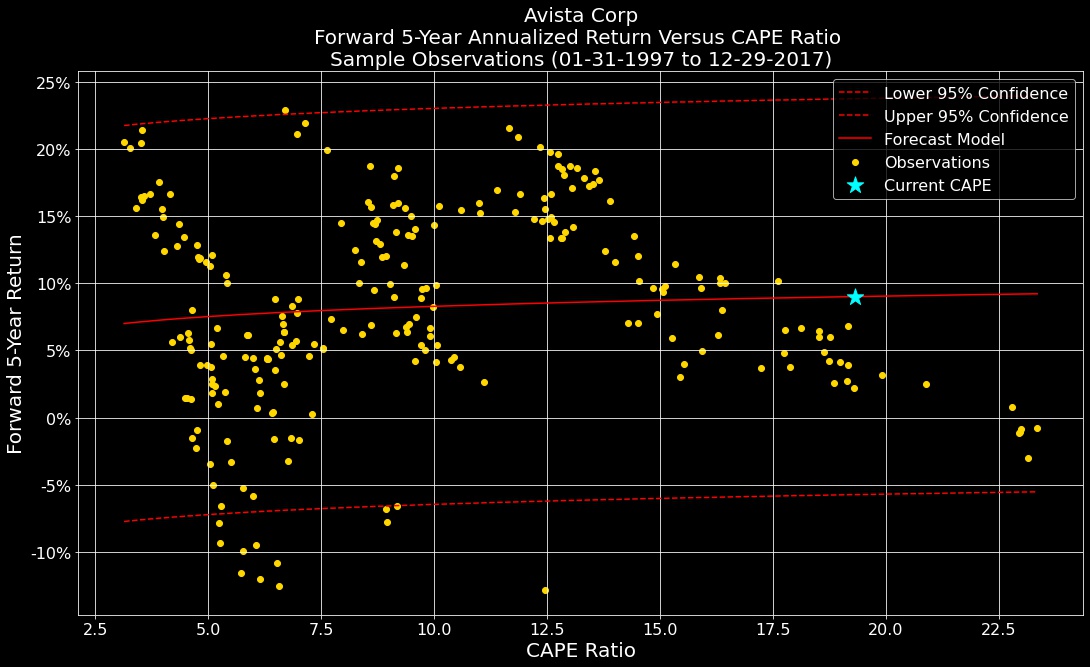 Avista Corp
Forward 5-Year Annualized Return Versus CAPE Ratio
Sample Observations (01-31-1997 to 12-29-2017)
Lower 95% Confidence
Upper 95% Confidence
Forecast Model
Observations
Current CAPE
Forward 5-Year Return
25%
20%
15%
10%
5%
0%
-5%
-10%
2.5 5.0 7.5 10.0 12.5 15.0 17.5 20.0 22.5
CAPE Ratio